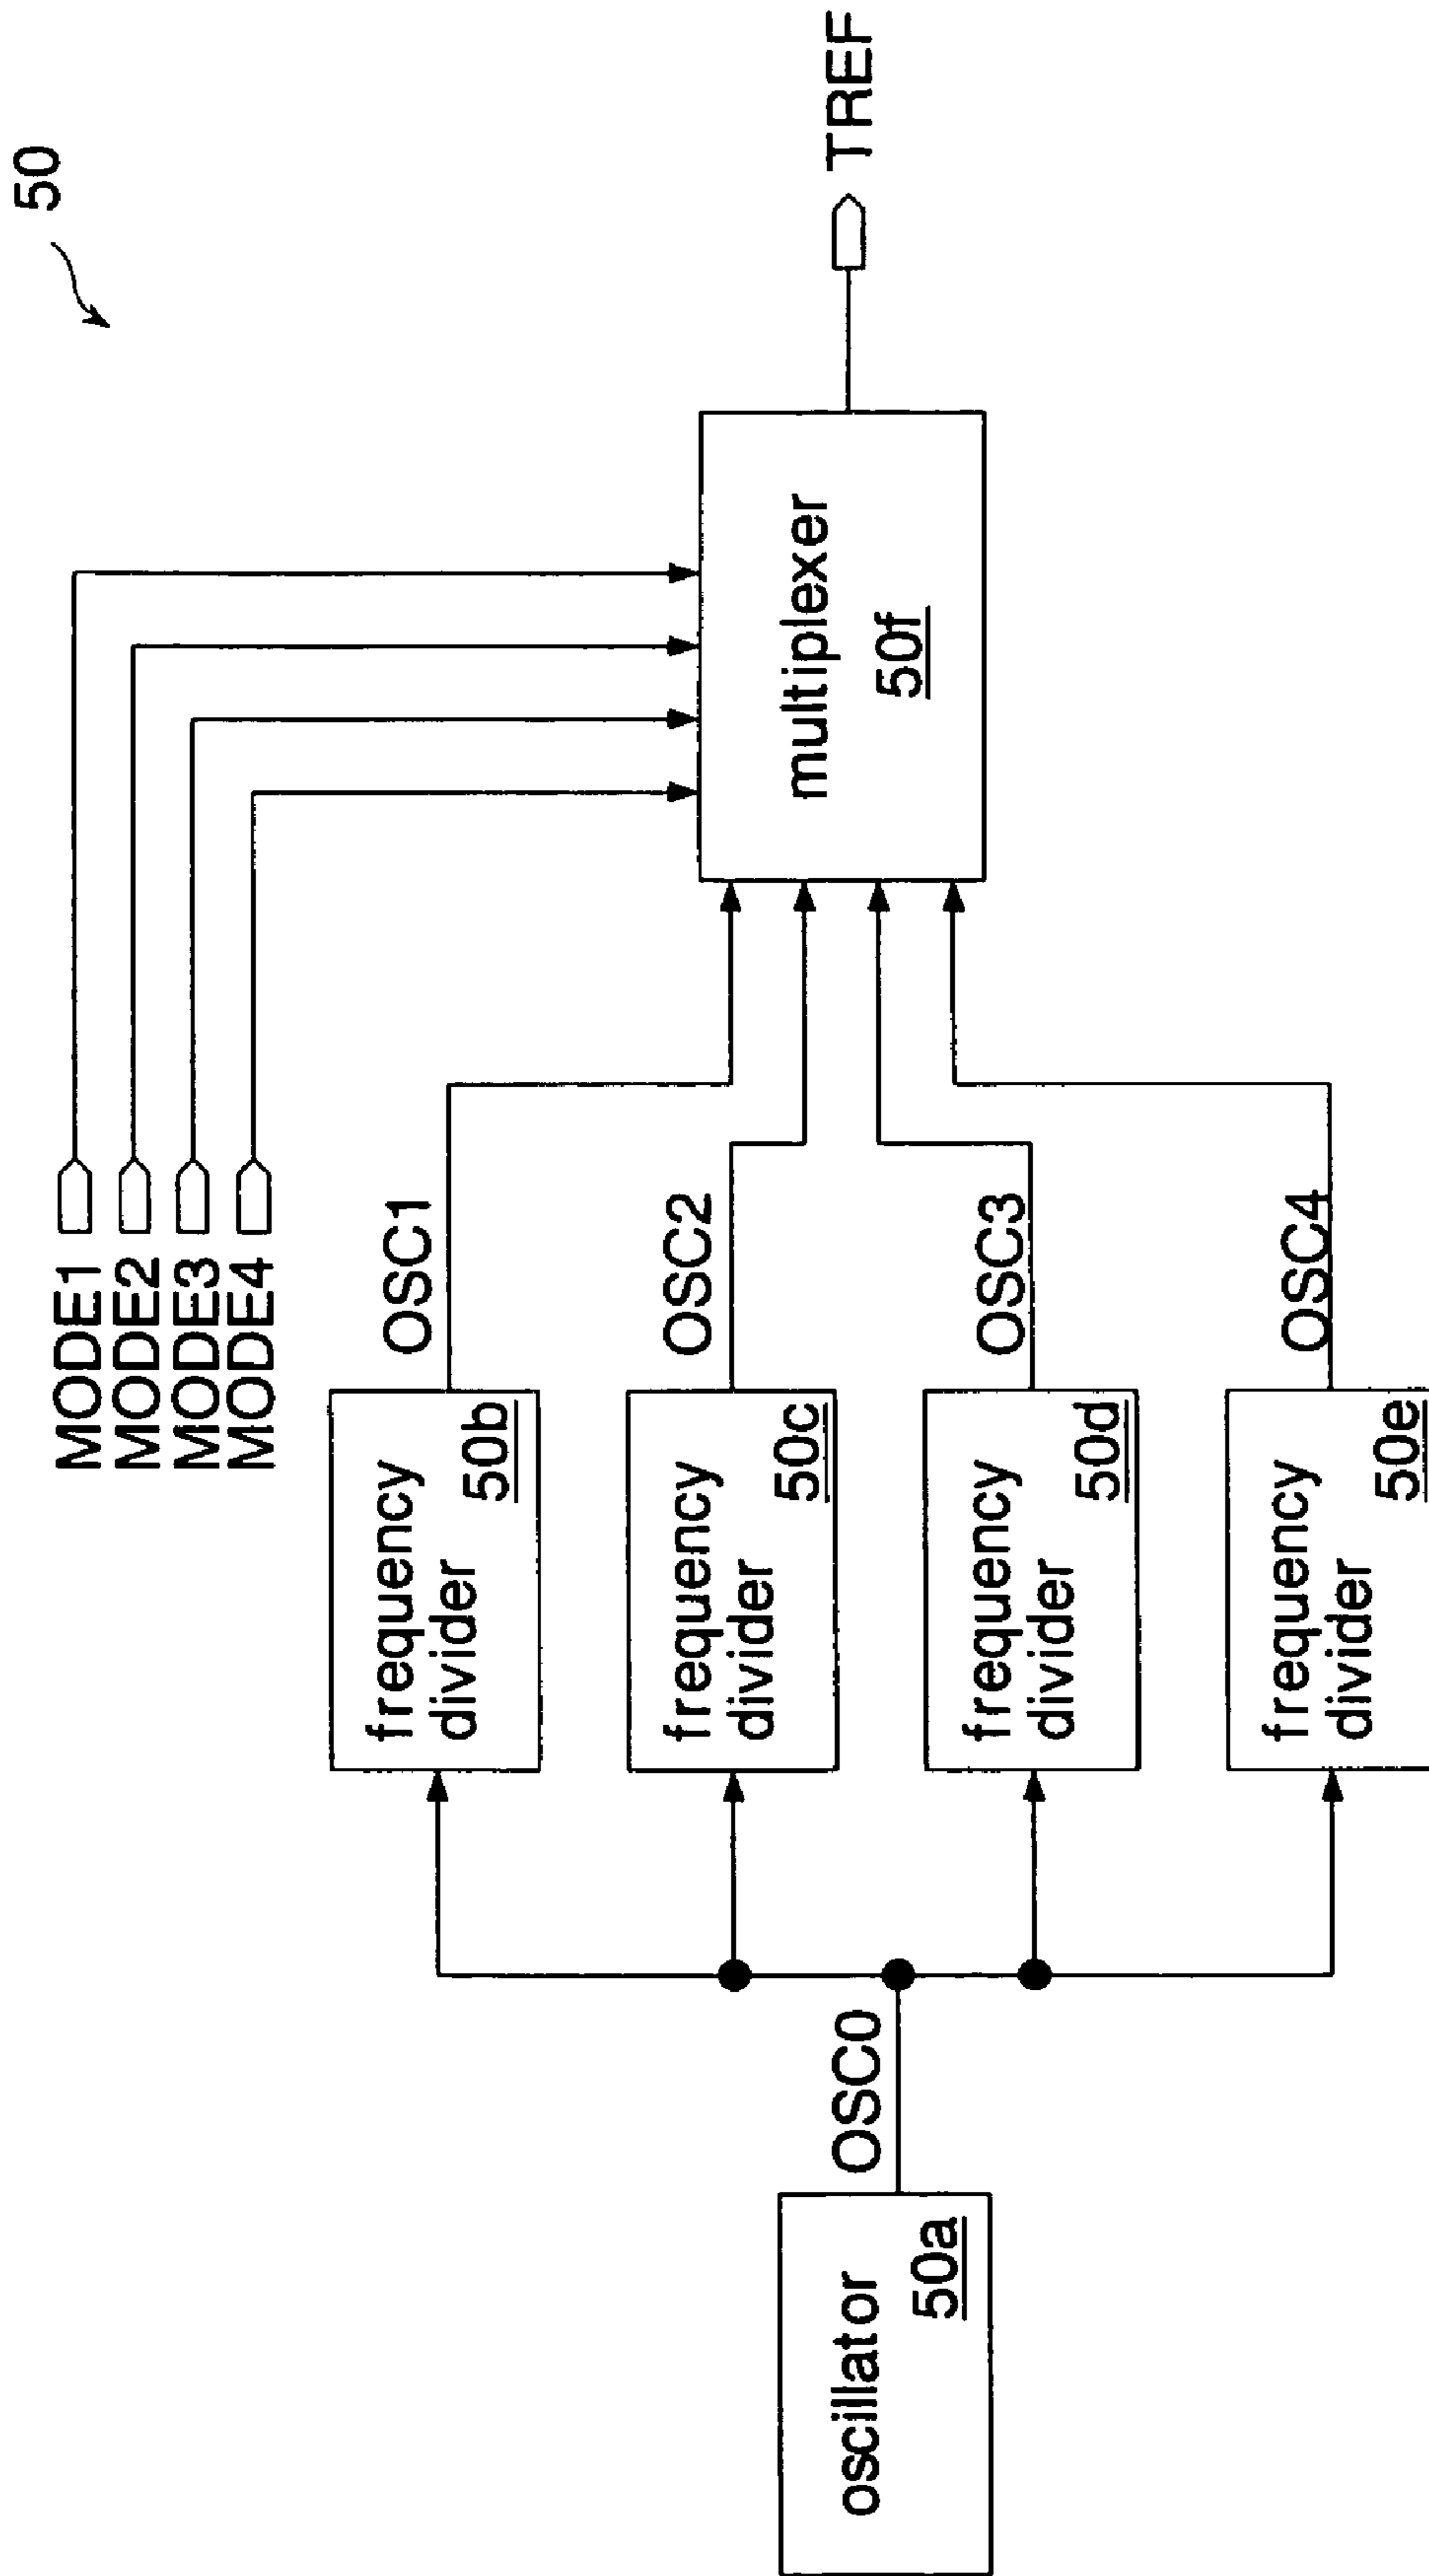 50
MODE1
MODE2
MODE3
MODE4
OSC1
frequency
divider
50b
OSC2
frequency
divider
50c
OSC0
oscillator
50a
OSC3
frequency
divider
50d
OSC4
frequency
divider
50e
multiplexer
50f
TREF